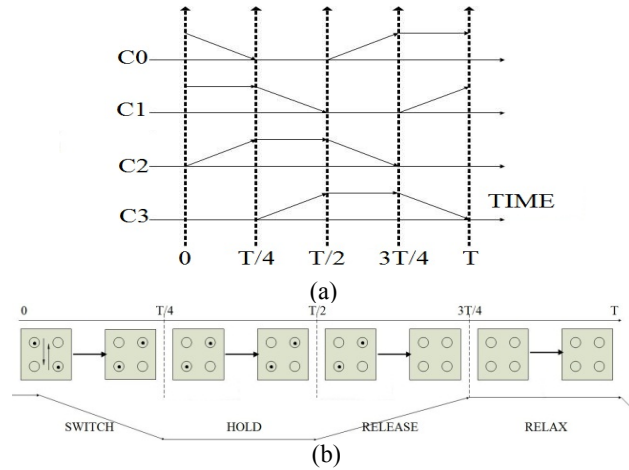 C0
C1
C2
C3 TIME
0 T/4 T/2 3T/4 T
(a)
0 T/4 T/2 3T/4 T
SWITCH HOLD RELEASE RELAX
(b)